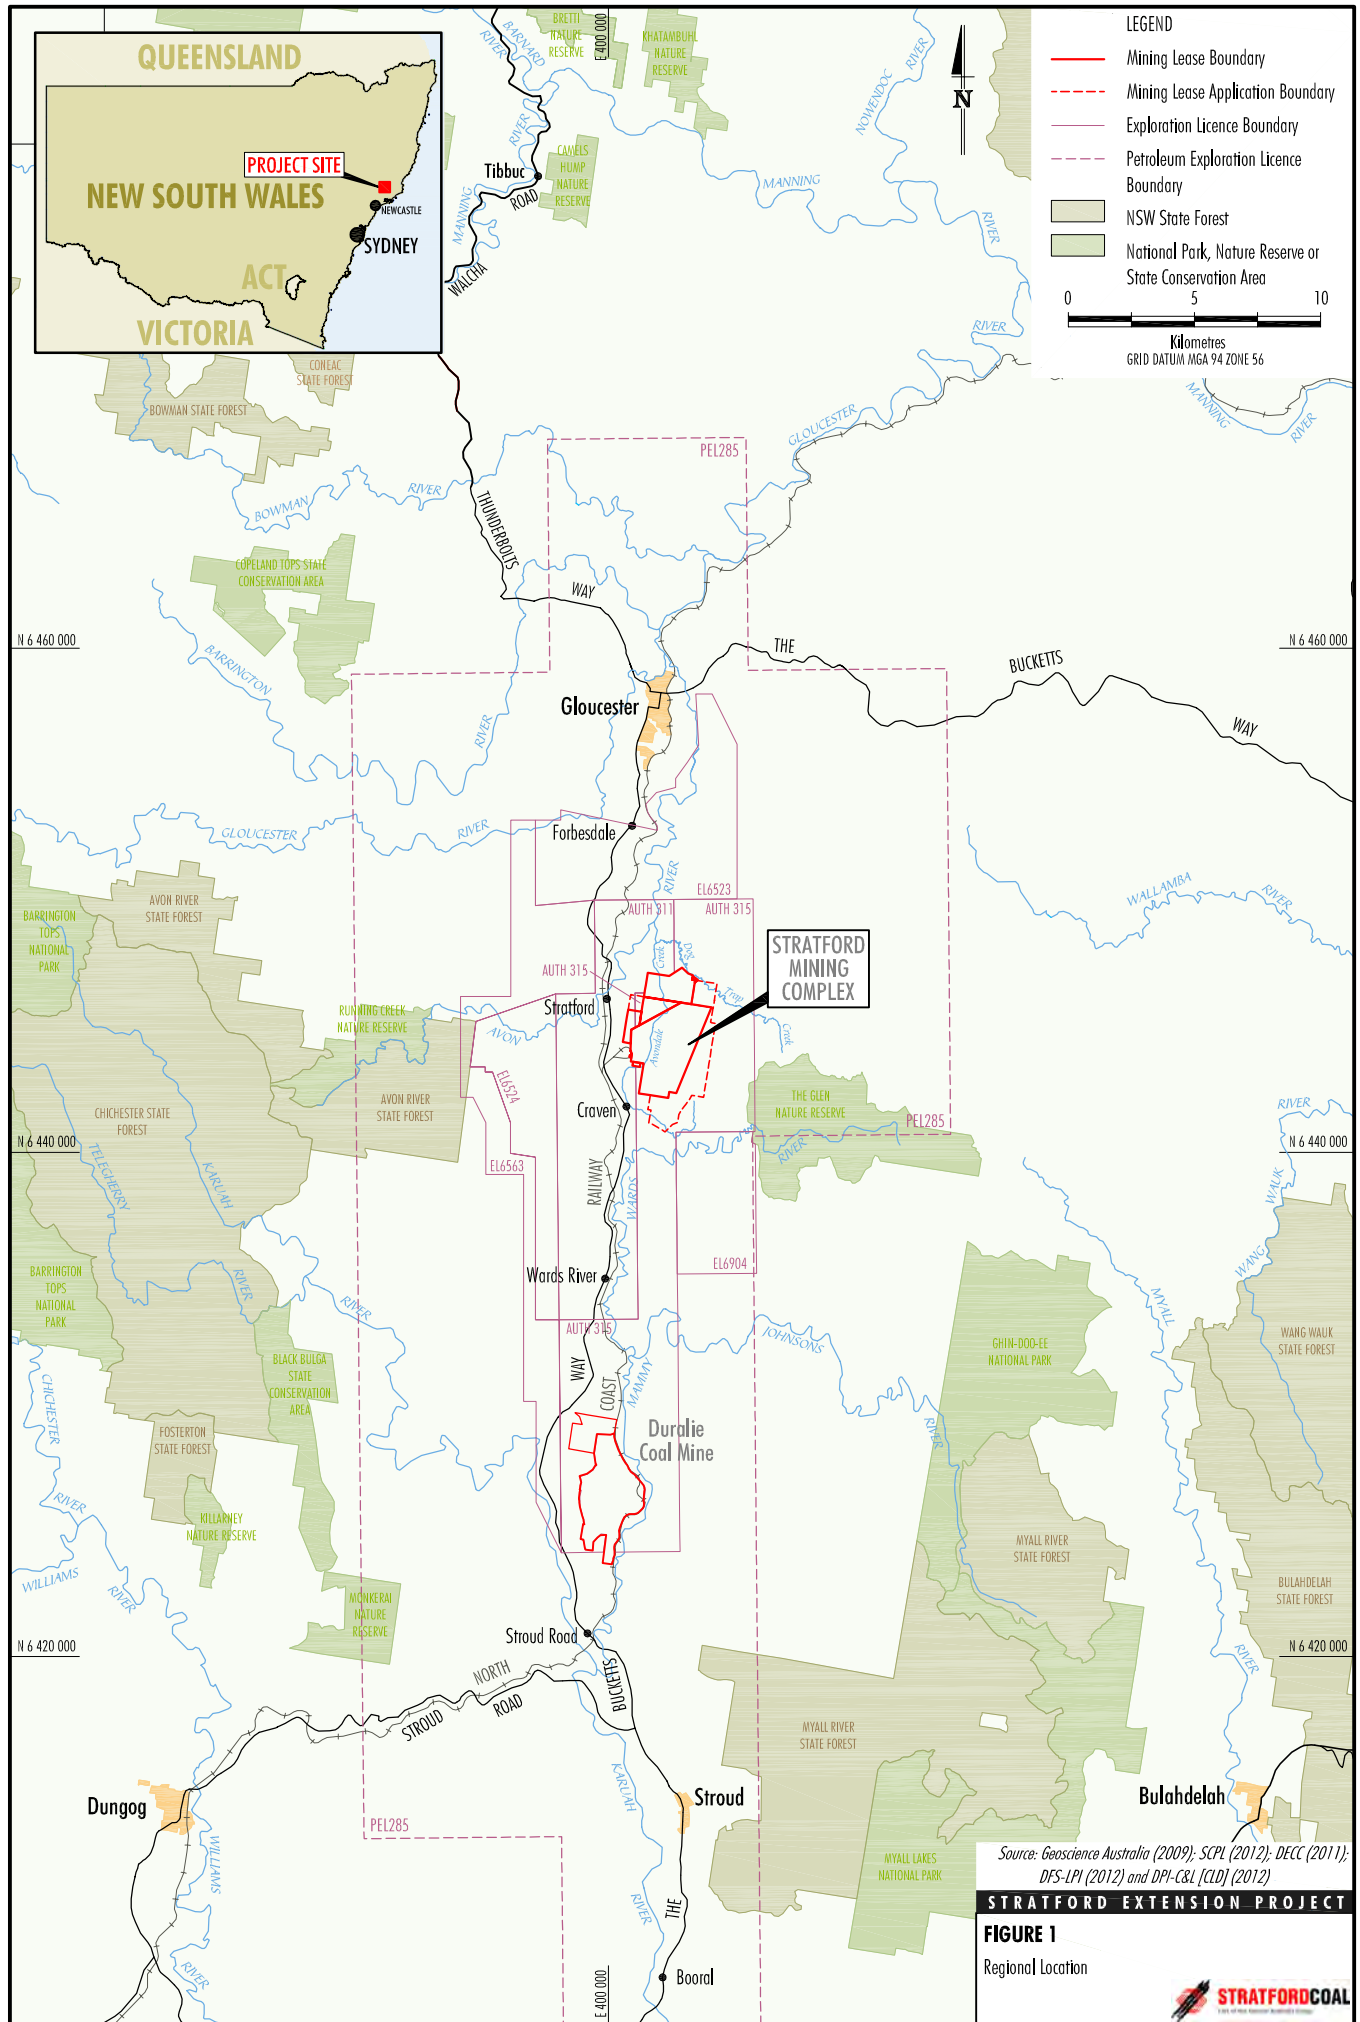 QUEENSLAND
PROJECT SITE
NEW SOUTH WALES
NEWCASTLE
SYDNEY
ACT
VICTORIA
LEGEND
Mining Lease Boundary
Mining Lease Application Boundary
Exploration Licence Boundary
Petroleum Exploration Licence
Boundary
NSW State Forest
National Park, Nature Reserve or
State Conservation Area
0 5 10
Kilometres
GRID DATUM MGA 94 ZONE 56
N
E 400 000
BRETTI
NATURE
RESERVE
KHATAMBUHL
NATURE
RESERVE
BARNARD
RIVER
NOWENDOC
RIVER
RIVER
CAMELS
HUMP
NATURE
RESERVE
Tibbuc
ROAD
MANNING
WALCHA
MANNING
RIVER
RIVER
MANNING
RIVER
CONEAC
STATE FOREST
BOWMAN STATE FOREST
GLOUCESTER
PEL285
BOWMAN
RIVER
THUNDERBOLTS
WAY
COPELAND TOPS STATE
CONSERVATION AREA
N 6 460 000
N 6 460 000
THE
BUCKETTS
WAY
BARRINGTON
RIVER
Gloucester
GLOUCESTER
RIVER
Forbesdale
RIVER
EL6523
AUTH 311
AUTH 315
WALLAMBA
RIVER
AVON RIVER
STATE FOREST
BARRINGTON
TOPS
NATIONAL
PARK
STRATFORD
MINING
COMPLEX
AUTH 315
Creek
Dog
Trap
Creek
Stratford
RUNNING CREEK
NATURE RESERVE
AVON
Avondale
EL6524
AVON RIVER
STATE FOREST
THE GLEN
NATURE RESERVE
PEL285
Craven
CHICHESTER STATE
FOREST
N 6 440 000
N 6 440 000
RIVER
RIVER
EL6563
TELEGHERRY
KARUAH
RAILWAY
WARDS
WAUK
WANG
EL6904
Wards River
BARRINGTON
TOPS
NATIONAL
PARK
RIVER
RIVER
MYALL
AUTH 315
JOHNSONS
GHIN-DOO-EE
NATIONAL PARK
WANG WAUK
STATE FOREST
BLACK BULGA
STATE
CONSERVATION
AREA
WAY
COAST
MAMMY
CHICHESTER
Duralie
Coal Mine
RIVER
FOSTERTON
STATE FOREST
RIVER
KILLARNEY
NATURE RESERVE
MYALL RIVER
STATE FOREST
WILLIAMS
RIVER
MONKERAI
NATURE
RESERVE
BULAHDELAH
STATE FOREST
Stroud Road
N 6 420 000
N 6 420 000
RIVER
NORTH
BUCKETTS
STROUD
ROAD
MYALL RIVER
STATE FOREST
KARUAH
Dungog
Stroud
Bulahdelah
PEL285
WILLIAMS
MYALL LAKES
NATIONAL PARK
RIVER
THE
RIVER
Booral
E 400 000
Source: Geoscience Australia (2009); SCPL (2012); DECC (2011);
DFS-LPI (2012) and DPI-C&L [CLD] (2012)
STRATFORD EXTENSION PROJECT
FIGURE 1
Regional Location
STRATFORDCOAL